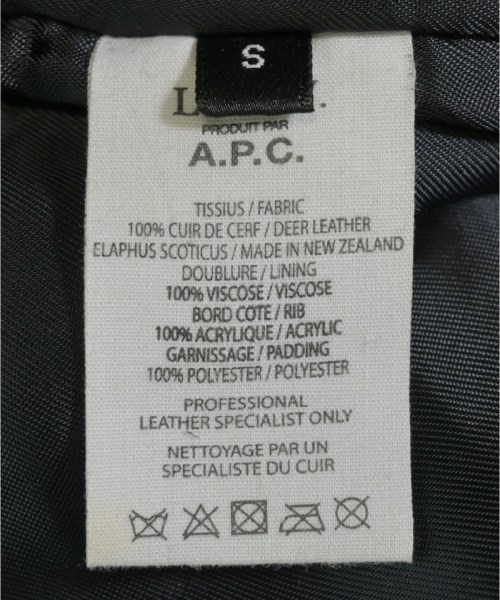 S
PRODUIT PAR
A.P.C.
TISSIUS / FABRIC
100% CUIR DE CERF / DEER LEATHER
ELAPHUS SCOTICUS / MADE IN NEW ZEALAND
DOUBLURE / LINING
100% VISCOSE / VISCOSE
BORD COTE / RIB
100% ACRYLIQUE / ACRYLIC
GARNISSAGE / PADDING
100% POLYESTER / POLYESTER
PROFESSIONAL
LEATHER SPECIALIST ONLY
NETTOYAGE PAR UN
SPECIALISTE DU CUIR